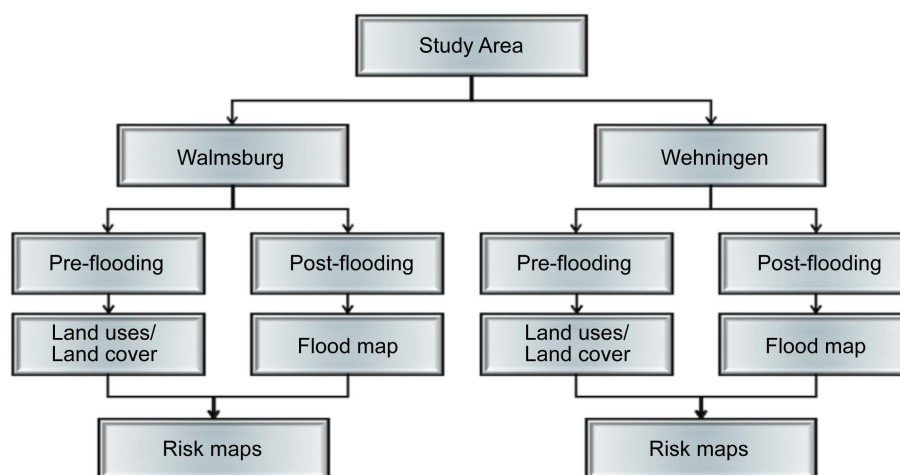 Study Area
Walmsburg
Wehningen
Pre-flooding
Post-flooding
Pre-flooding
Post-flooding
Land uses/
Land cover
Flood map
Land uses/
Land cover
Flood map
Risk maps
Risk maps